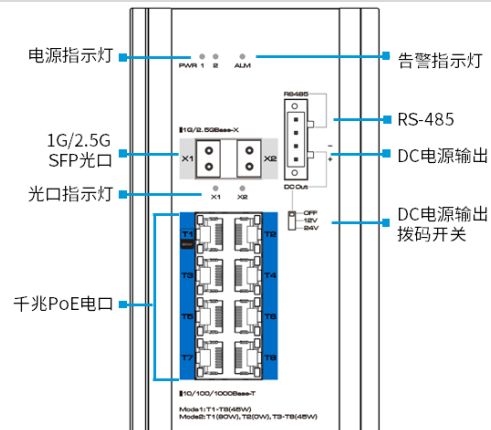 电源指示灯
PWR 1 2 ALM
告警指示灯
RS485
RS-485
1G/2.5GBase-X
1G/2.5G
SFP光口
X1
X2
DC电源输出
−
+
光口指示灯
X1 X2
DC Out
OFF
12V
24V
DC电源输出
拨码开关
T1
T2
T3
T4
千兆PoE电口
T5
T6
T7
T8
10/100/1000Base-T
Mode1: T1-T8(45W)
Mode2: T1(90W), T2(0W), T3-T8(45W)